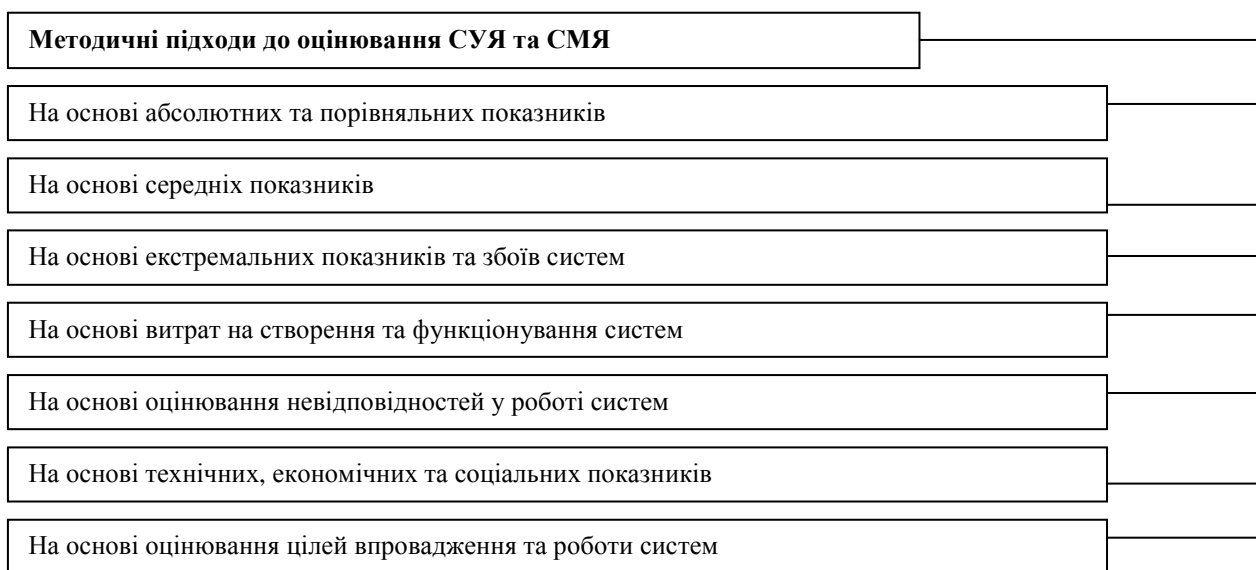 Методичні підходи до оцінювання СУЯ та СМЯ
На основі абсолютних та порівняльних показників
На основі середніх показників
На основі екстремальних показників та збоїв систем
На основі витрат на створення та функціонування систем
На основі оцінювання невідповідностей у роботі систем
На основі технічних, економічних та соціальних показників
На основі оцінювання цілей впровадження та роботи систем